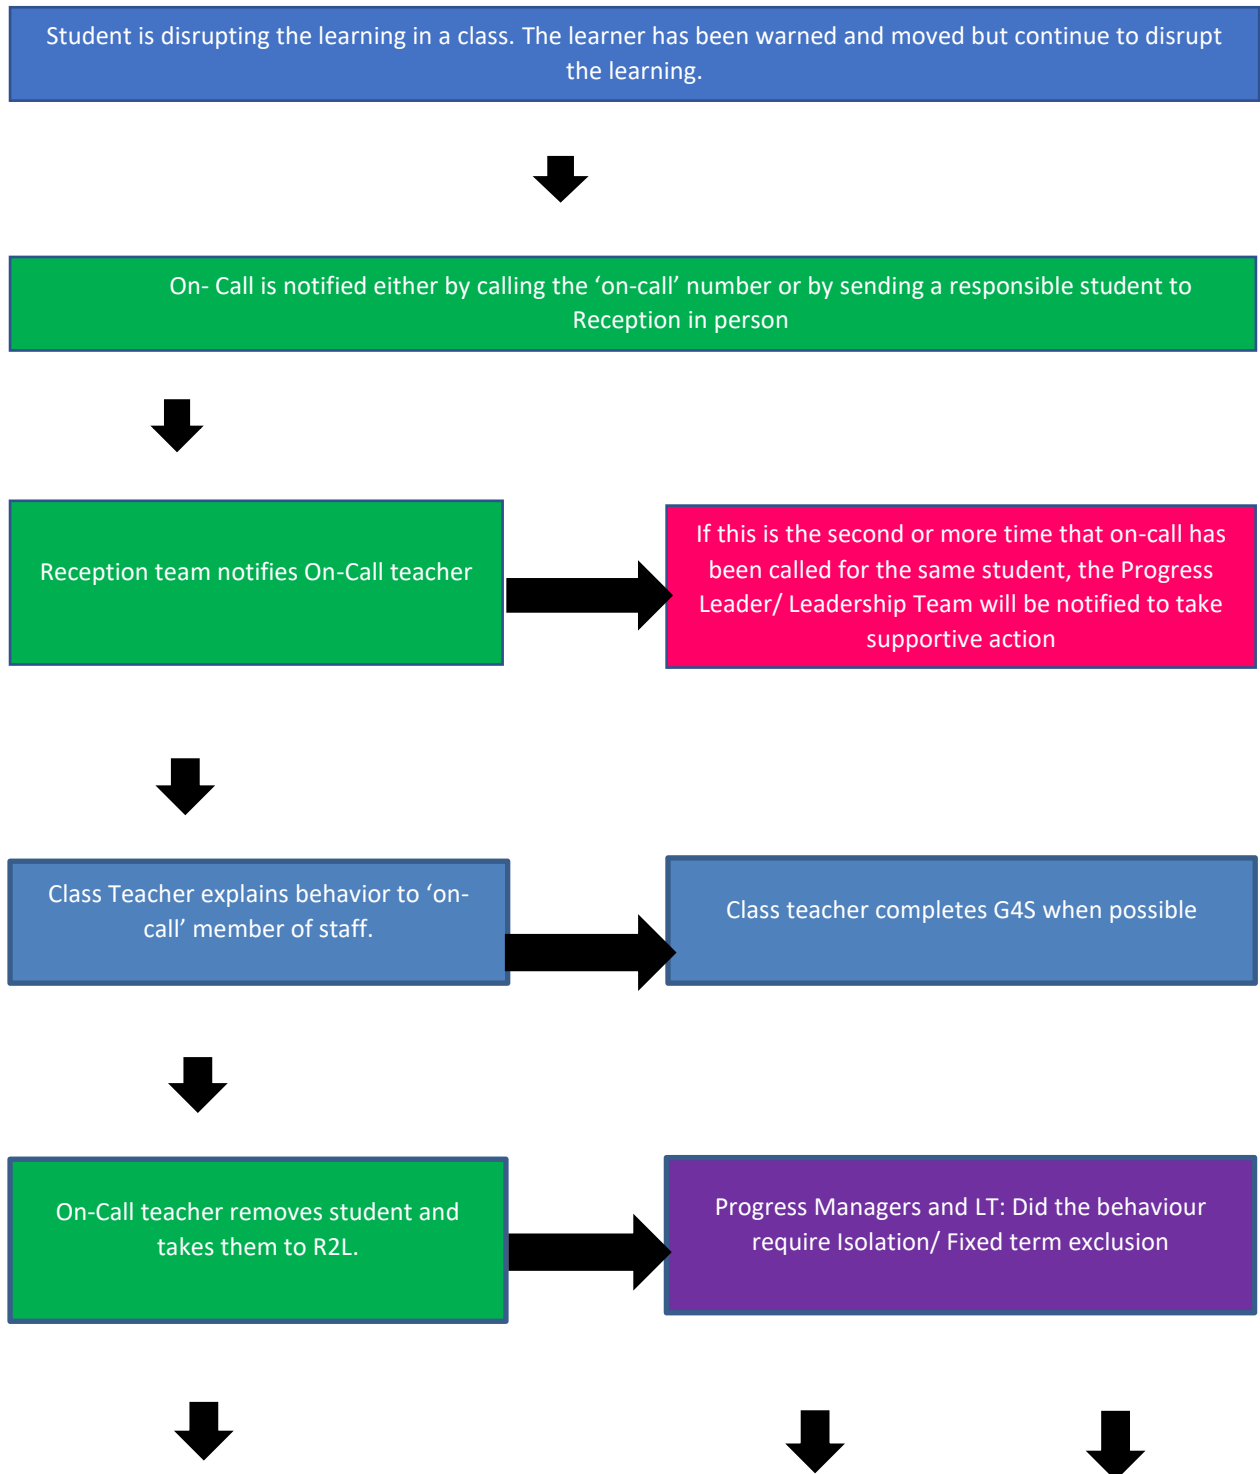 Student is disrupting the learning in a class. The learner has been warned and moved but continue to disrupt
the learning.
On- Call is notified either by calling the ‘on-call’ number or by sending a responsible student to
Reception in person
Reception team notifies On-Call teacher
If this is the second or more time that on-call has
been called for the same student, the Progress
Leader/ Leadership Team will be notified to take
supportive action
Class Teacher explains behavior to ‘on-
call’ member of staff.
Class teacher completes G4S when possible
On-Call teacher removes student and
takes them to R2L.
Progress Managers and LT: Did the behaviour
require Isolation/ Fixed term exclusion